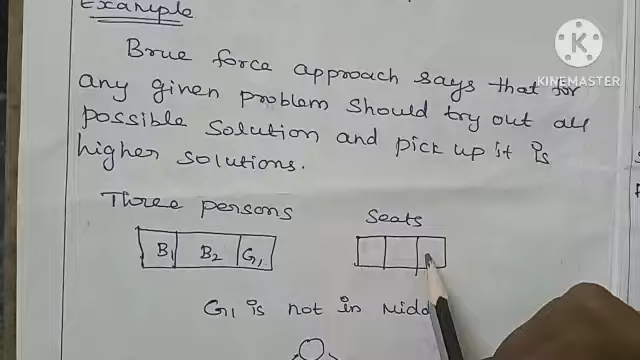 Example
Brue force approach says that for
any given problem should try out all
possible solution and pick up it is
higher solutions.
Three persons
Seats
B1 B2 G1
G1 is not in Midd
KINEMASTER